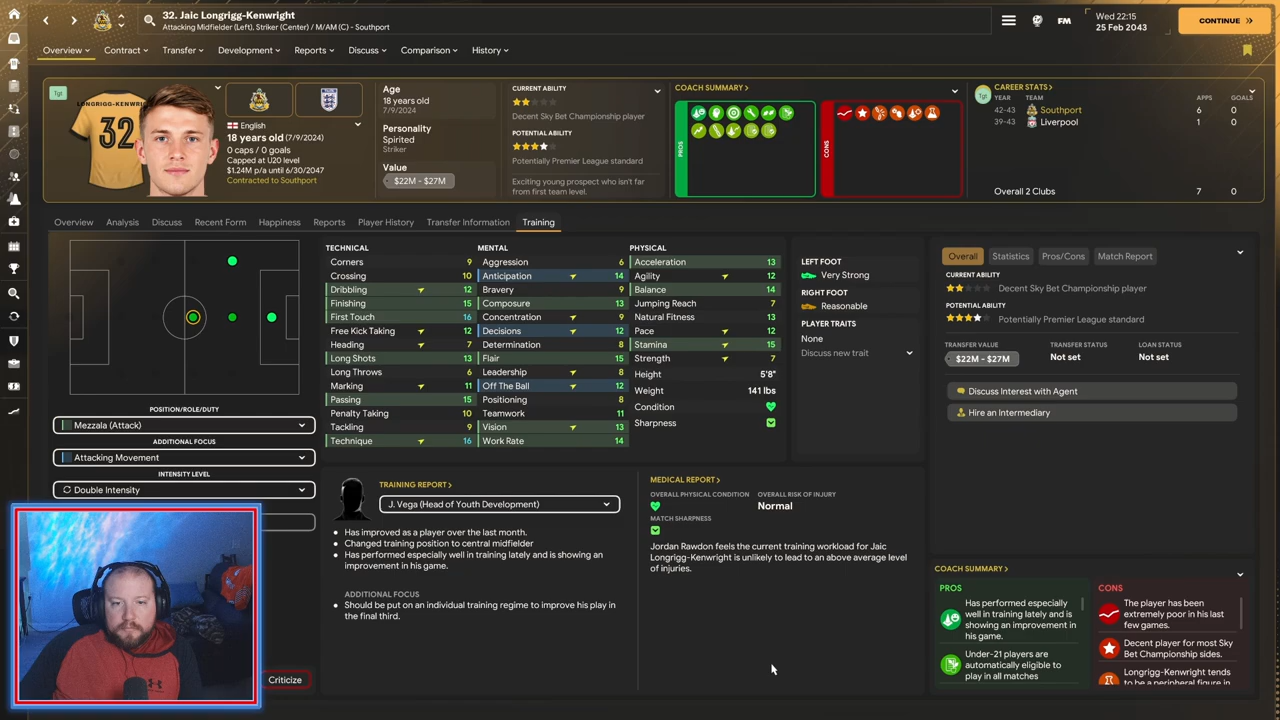 32. Jaic Longrigg-Kenwright
Attacking Midfielder (Left), Striker (Center) / M/AM (C) - Southport
FM
Wed 22:15
25 Feb 2043
CONTINUE
Overview
Contract
Transfer
Development
Reports
Discuss
Comparison
History
Tgt
LONGRIGG-KENWRIGHT
32
English
18 years old (7/9/2024)
0 caps / 0 goals
Capped at U20 level
$1.24M p/a until 6/30/2047
Contracted to Southport
Age
18 years old
7/9/2024
Personality
Spirited
Striker
Value
$22M - $27M
CURRENT ABILITY
Decent Sky Bet Championship player
POTENTIAL ABILITY
Potentially Premier League standard
Exciting young prospect who isn't far from first team level.
COACH SUMMARY
PROS
CONS
Tgt
CAREER STATS
YEAR TEAM APPS GOALS
42-43 Southport 6 0
39-43 Liverpool 1 0
Overall 2 Clubs 7 0
Overview
Analysis
Discuss
Recent Form
Happiness
Reports
Player History
Transfer Information
Training
POSITION/ROLE/DUTY
Mezzala (Attack)
ADDITIONAL FOCUS
Attacking Movement
INTENSITY LEVEL
Double Intensity
Criticize
TECHNICAL
Corners 9
Crossing 10
Dribbling 12
Finishing 15
First Touch 16
Free Kick Taking 12
Heading 7
Long Shots 13
Long Throws 6
Marking 11
Passing 15
Penalty Taking 10
Tackling 9
Technique 16
MENTAL
Aggression 6
Anticipation 14
Bravery 9
Composure 13
Concentration 9
Decisions 12
Determination 8
Flair 15
Leadership 8
Off The Ball 12
Positioning 8
Teamwork 11
Vision 13
Work Rate 14
PHYSICAL
Acceleration 13
Agility 12
Balance 14
Jumping Reach 7
Natural Fitness 13
Pace 12
Stamina 15
Strength 7
Height 5'8"
Weight 141 lbs
Condition
Sharpness
LEFT FOOT
Very Strong
RIGHT FOOT
Reasonable
PLAYER TRAITS
None
Discuss new trait
TRAINING REPORT
J. Vega (Head of Youth Development)
Has improved as a player over the last month.
Changed training position to central midfielder
Has performed especially well in training lately and is showing an
improvement in his game.
ADDITIONAL FOCUS
Should be put on an individual training regime to improve his play in
the final third.
MEDICAL REPORT
OVERALL PHYSICAL CONDITION
OVERALL RISK OF INJURY
Normal
MATCH SHARPNESS
Jordan Rawdon feels the current training workload for Jaic
Longrigg-Kenwright is unlikely to lead to an above average level
of injuries.
Overall
Statistics
Pros/Cons
Match Report
CURRENT ABILITY
Decent Sky Bet Championship player
POTENTIAL ABILITY
Potentially Premier League standard
TRANSFER VALUE
$22M - $27M
TRANSFER STATUS
Not set
LOAN STATUS
Not set
Discuss Interest with Agent
Hire an Intermediary
COACH SUMMARY
PROS
Has performed especially
well in training lately and is
showing an improvement in
his game.
Under-21 players are
automatically eligible to
play in all matches
CONS
The player has been
extremely poor in his last
few games.
Decent player for most Sky
Bet Championship sides.
Longrigg-Kenwright tends
to be a peripheral figure in